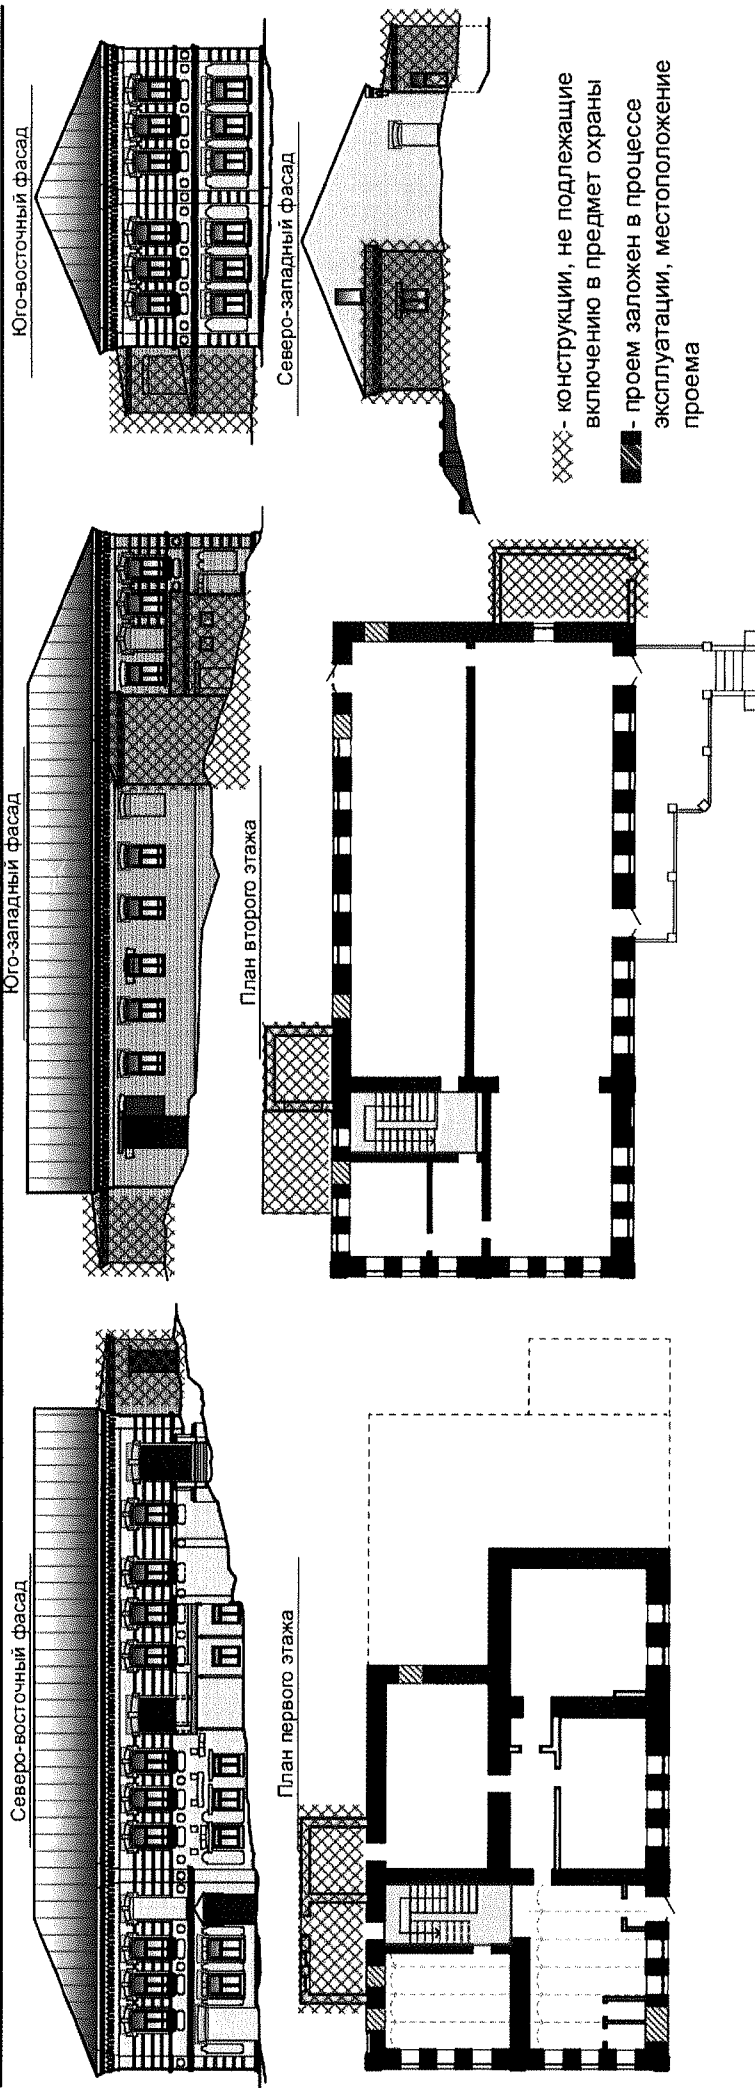 Северо-восточный фасад
Юго-западный фасад
Юго-восточный фасад
Северо-западный фасад
План первого этажа
План второго этажа
- конструкции, не подлежащие
включению в предмет охраны
- проем заложен в процессе
эксплуатации, местоположение
проема